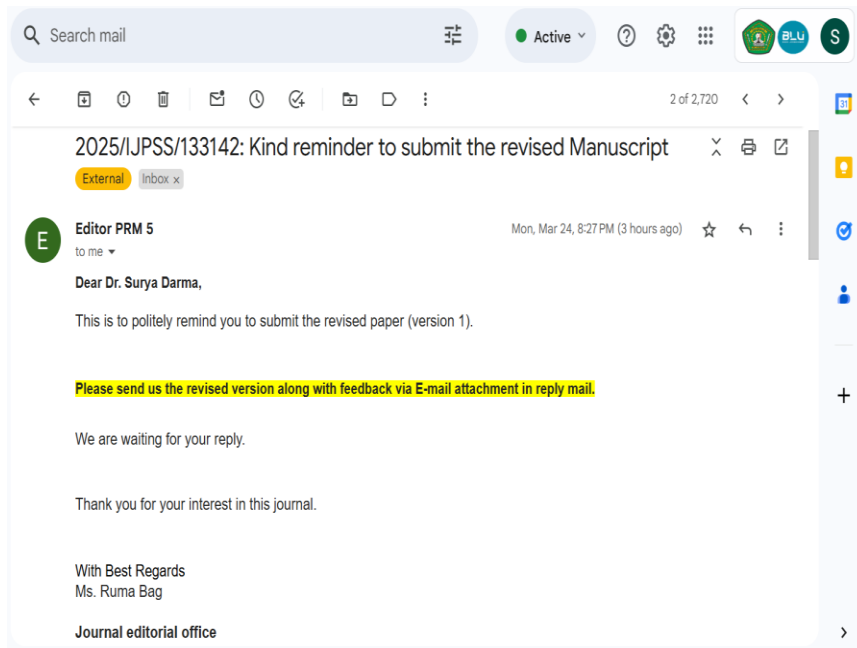 Search mail
Active
BLU
S
2 of 2,720
31
2025/IJPSS/133142: Kind reminder to submit the revised Manuscript
External
Inbox x
E
Editor PRM 5
Mon, Mar 24, 8:27 PM (3 hours ago)
to me
Dear Dr. Surya Darma,
This is to politely remind you to submit the revised paper (version 1).
Please send us the revised version along with feedback via E-mail attachment in reply mail.
We are waiting for your reply.
Thank you for your interest in this journal.
With Best Regards
Ms. Ruma Bag
Journal editorial office